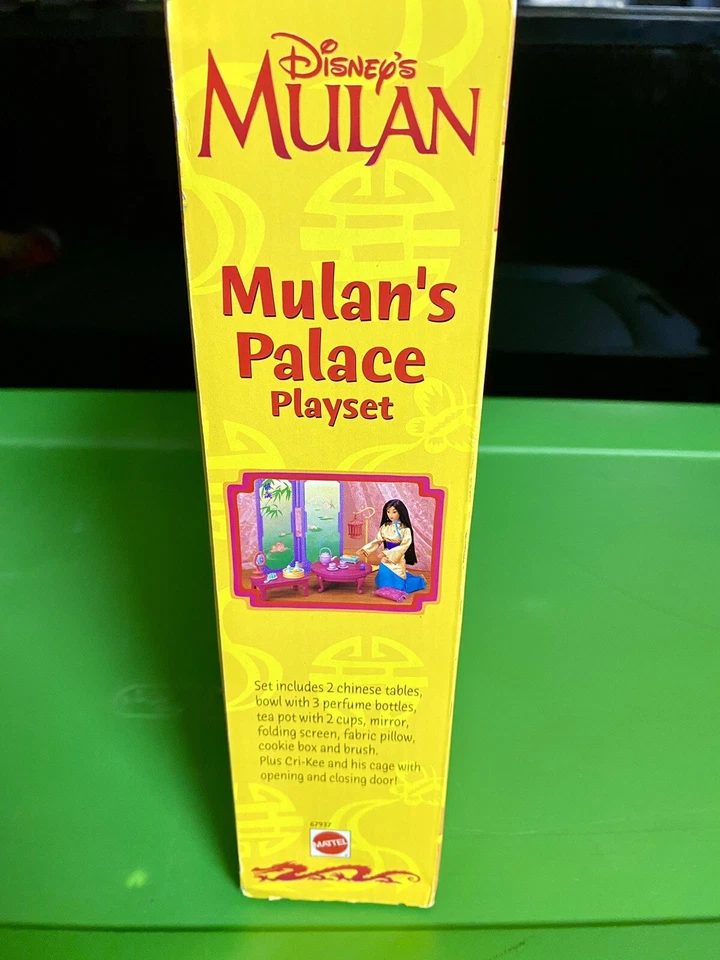 Disney's
MULAN
Mulan's
Palace
Playset
Set includes 2 chinese tables,
bowl with 3 perfume bottles,
tea pot with 2 cups, mirror,
folding screen, fabric pillow,
cookie box and brush.
Plus Cri-Kee and his cage with
opening and closing door!
67937
MATTEL